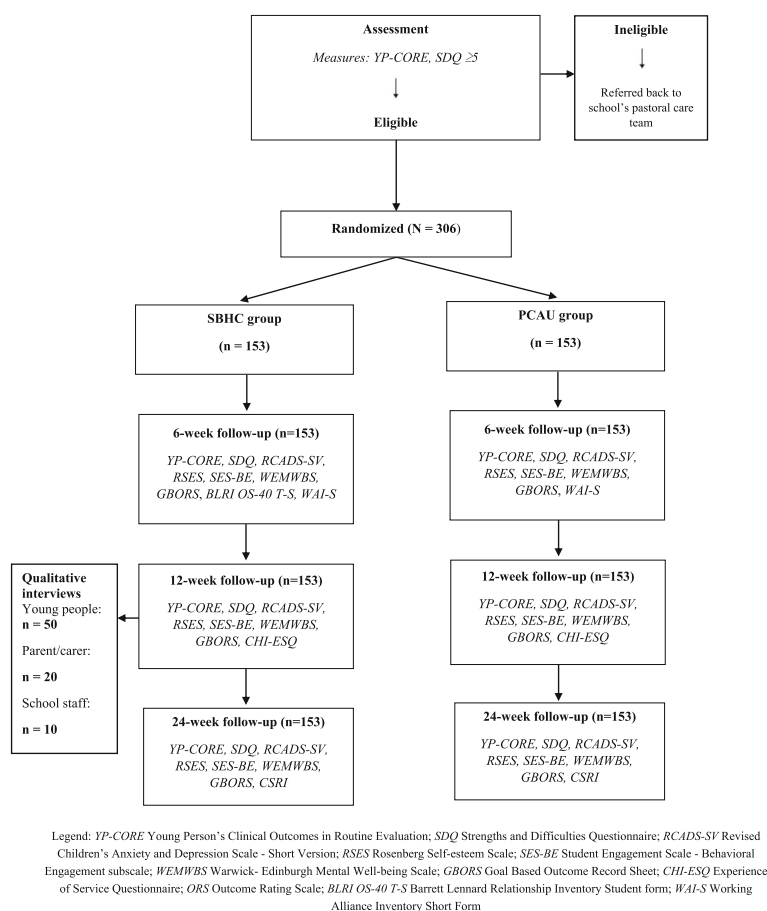 Assessment
Measures: YP-CORE, SDQ ≥5
Eligible
Ineligible
Referred back to
school's pastoral care
team
Randomized (N = 306)
SBHC group
(n = 153)
PCAU group
(n = 153)
6-week follow-up (n=153)
YP-CORE, SDQ, RCADS-SV,
RSES, SES-BE, WEMWBS,
GBORS, BLRI OS-40 T-S, WAI-S
6-week follow-up (n=153)
YP-CORE, SDQ, RCADS-SV,
RSES, SES-BE, WEMWBS,
GBORS, WAI-S
Qualitative
interviews
Young people:
n = 50
Parent/carer:
n = 20
School staff:
n = 10
12-week follow-up (n=153)
YP-CORE, SDQ, RCADS-SV,
RSES, SES-BE, WEMWBS,
GBORS, CHI-ESQ
12-week follow-up (n=153)
YP-CORE, SDQ, RCADS-SV,
RSES, SES-BE, WEMWBS,
GBORS, CHI-ESQ
24-week follow-up (n=153)
YP-CORE, SDQ, RCADS-SV,
RSES, SES-BE, WEMWBS,
GBORS, CSRI
24-week follow-up (n=153)
YP-CORE, SDQ, RCADS-SV,
RSES, SES-BE, WEMWBS,
GBORS, CSRI
Legend: YP-CORE Young Person's Clinical Outcomes in Routine Evaluation; SDQ Strengths and Difficulties Questionnaire; RCADS-SV Revised
Children's Anxiety and Depression Scale - Short Version; RSES Rosenberg Self-esteem Scale; SES-BE Student Engagement Scale - Behavioral
Engagement subscale; WEMWBS Warwick- Edinburgh Mental Well-being Scale; GBORS Goal Based Outcome Record Sheet; CHI-ESQ Experience
of Service Questionnaire; ORS Outcome Rating Scale; BLRI OS-40 T-S Barrett Lennard Relationship Inventory Student form; WAI-S Working
Alliance Inventory Short Form